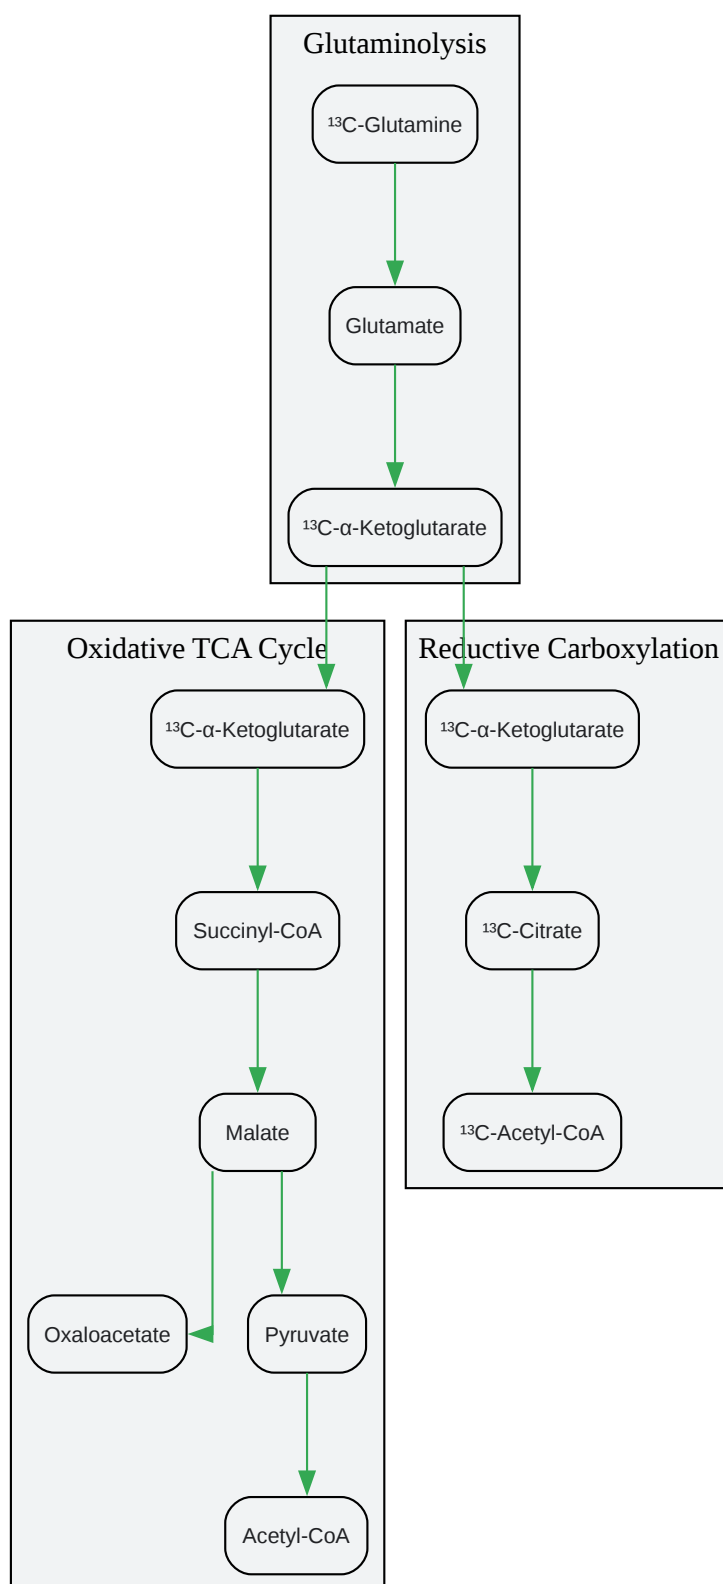 Glutaminolysis
¹³C-Glutamine
Glutamate
¹³C-α-Ketoglutarate
Oxidative TCA Cycle
¹³C-α-Ketoglutarate
Succinyl-CoA
Malate
Oxaloacetate
Pyruvate
Acetyl-CoA
Reductive Carboxylation
¹³C-α-Ketoglutarate
¹³C-Citrate
¹³C-Acetyl-CoA